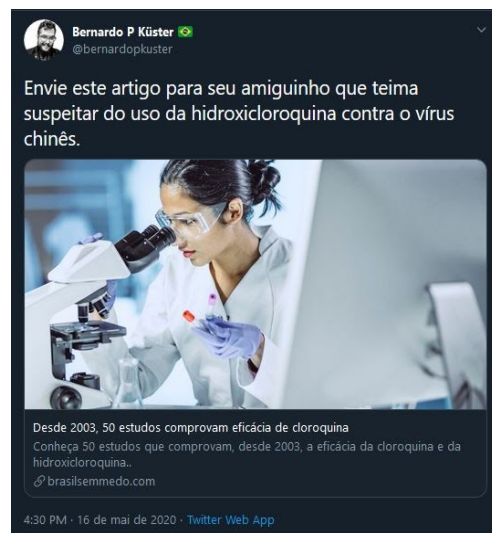 Bernardo P Küster 🇧🇷
@bernardopkuster
Envie este artigo para seu amiguinho que teima
suspeitar do uso da hidroxicloroquina contra o vírus
chinês.
Desde 2003, 50 estudos comprovam eficácia de cloroquina
Conheça 50 estudos que comprovam, desde 2003, a eficácia da cloroquina e da
hidroxicloroquina..
brasilsemmedo.com
4:30 PM · 16 de mai de 2020 · Twitter Web App